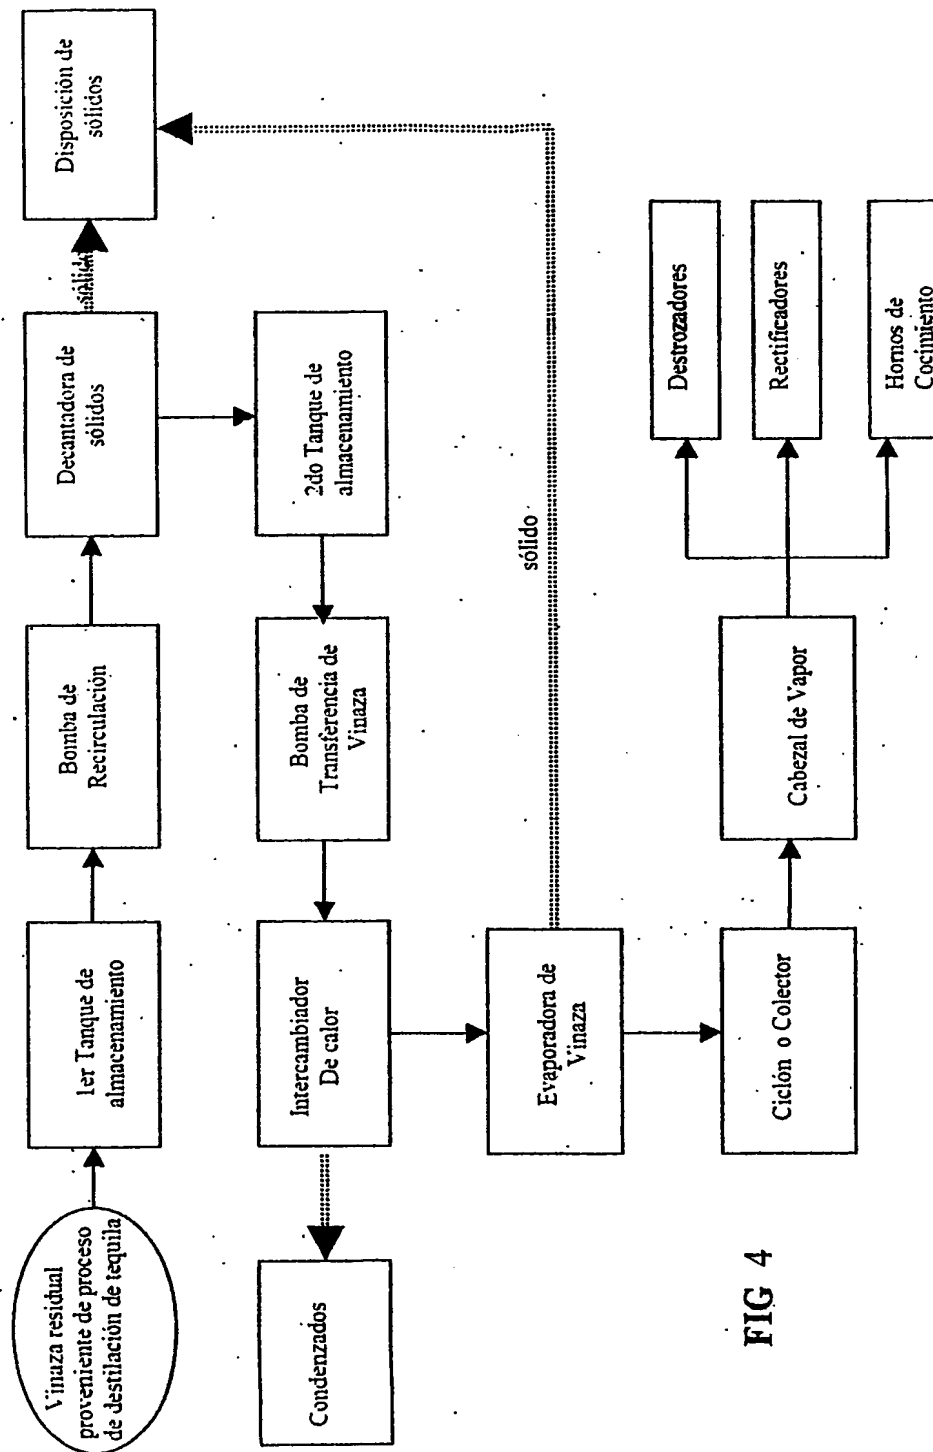 Vinaza residual
proveniente de proceso
de destilación de tequila
1er Tanque de
almacenamiento
Bomba de
Recirculación
Decantadora de
sólidos
sólido
Disposición de
sólidos
2do Tanque de
almacenamiento
Bomba de
Transferencia de
Vinaza
Intercambiador
De calor
Condenzados
Evaporadora de
Vinaza
sólido
Ciclón o Colector
Cabezal de Vapor
Destrozadores
Rectificadores
Hornos de
Cocimiento
FIG 4